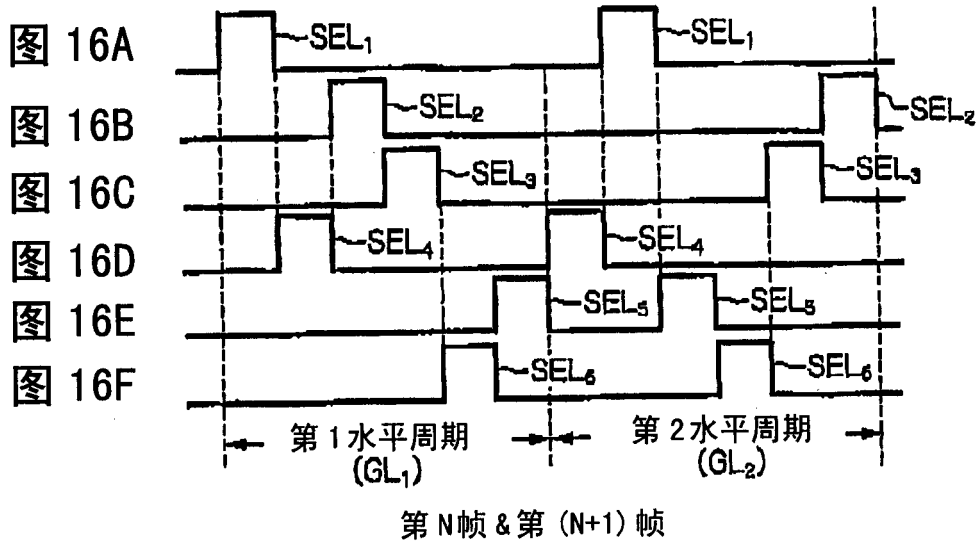 图 16A
SEL₁
SEL₁
图 16B
SEL₂
SEL₂
图 16C
SEL₃
SEL₃
图 16D
SEL₄
SEL₄
图 16E
SEL₅
SEL₅
图 16F
SEL₆
SEL₆
第1水平周期
(GL₁)
第2水平周期
(GL₂)
第N帧&第(N+1)帧